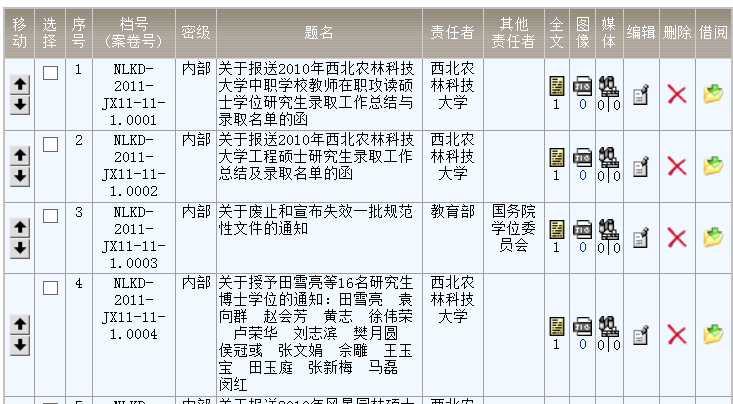 移动 选择 序号 档号(案卷号) 密级 题名 责任者 其他责任者 全文 图像 媒体 编辑 删除 借阅
1 NLKD- 内部 关于报送2010年西北农林科技 西北农
2011- 大学中职学校教师在职攻读硕 林科技
JX11-11- 士学位研究生录取工作总结与 大学
1.0001 录取名单的函 1 0 0|0
2 NLKD- 内部 关于报送2010年西北农林科技 西北农
2011- 大学工程硕士研究生录取工作 林科技
JX11-11- 总结及录取名单的函 大学
1.0002 1 0 0|0
3 NLKD- 内部 关于废止和宣布失效一批规范 教育部 国务院
2011- 性文件的通知 学位委
JX11-11- 员会
1.0003 1 0 0|0
4 NLKD- 内部 关于授予田雪亮等16名研究生 西北农
2011- 博士学位的通知: 田雪亮 袁 林科技
JX11-11- 向群 赵会芳 黄志 徐伟荣 大学
1.0004 卢荣华 刘志滨 樊月圆
侯冠彧 张文娟 佘雕 王玉 1 0 0|0
宝 田玉庭 张新梅 马磊
闵红
5 NLKD- 内部 关于报送2010年风景园林硕士 西北农